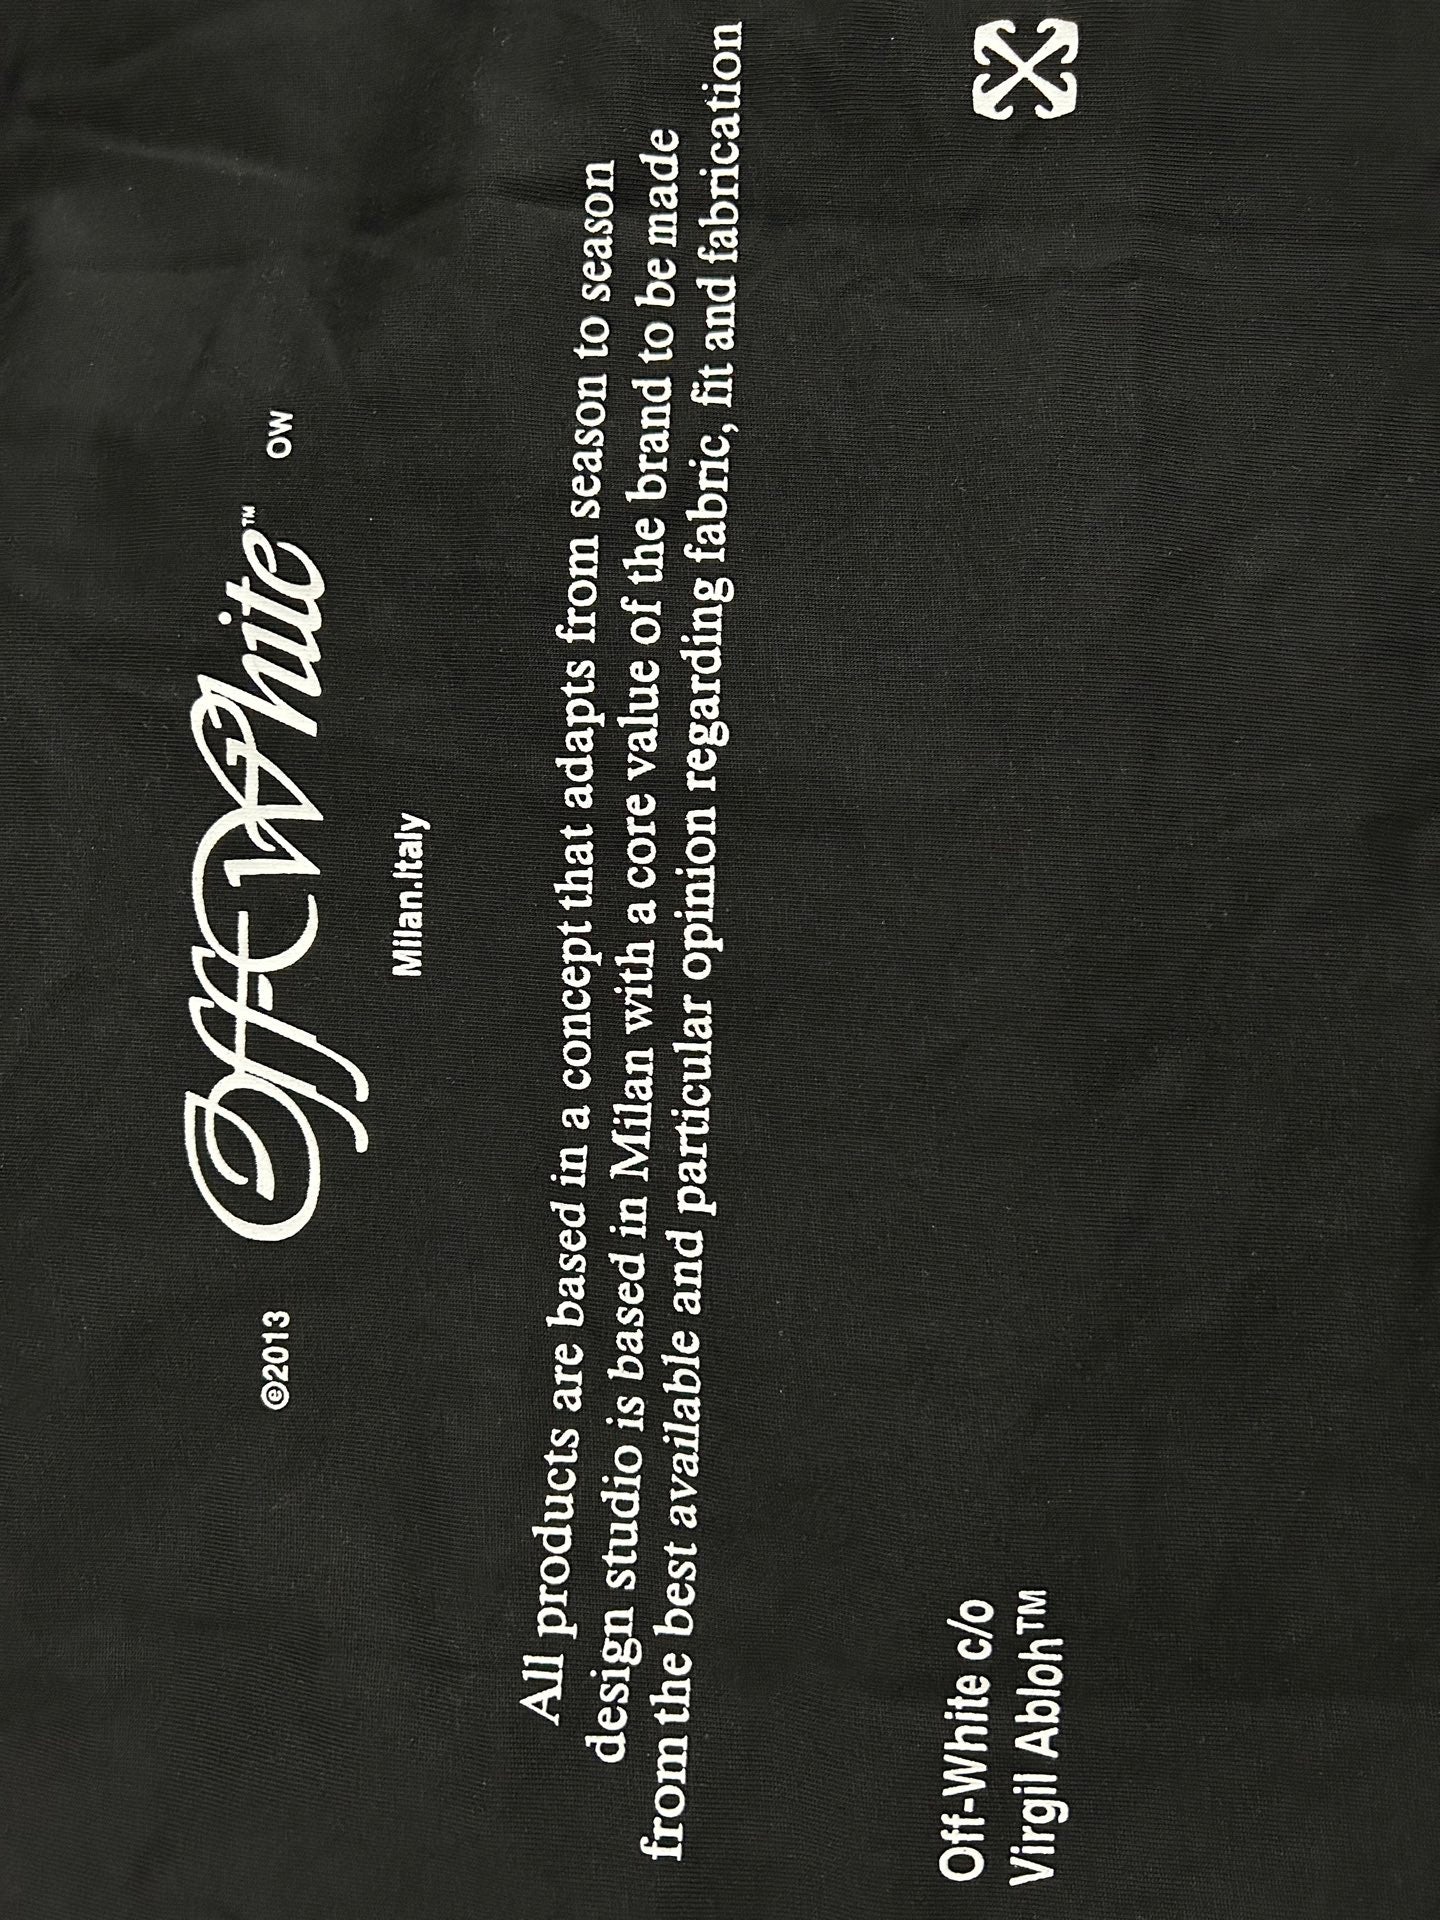 ©2013 Off-White™ OW
Milan.Italy
All products are based in a concept that adapts from season to season
design studio is based in Milan with a core value of the brand to be made
from the best available and particular opinion regarding fabric, fit and fabrication
Off-White c/o
Virgil Abloh™